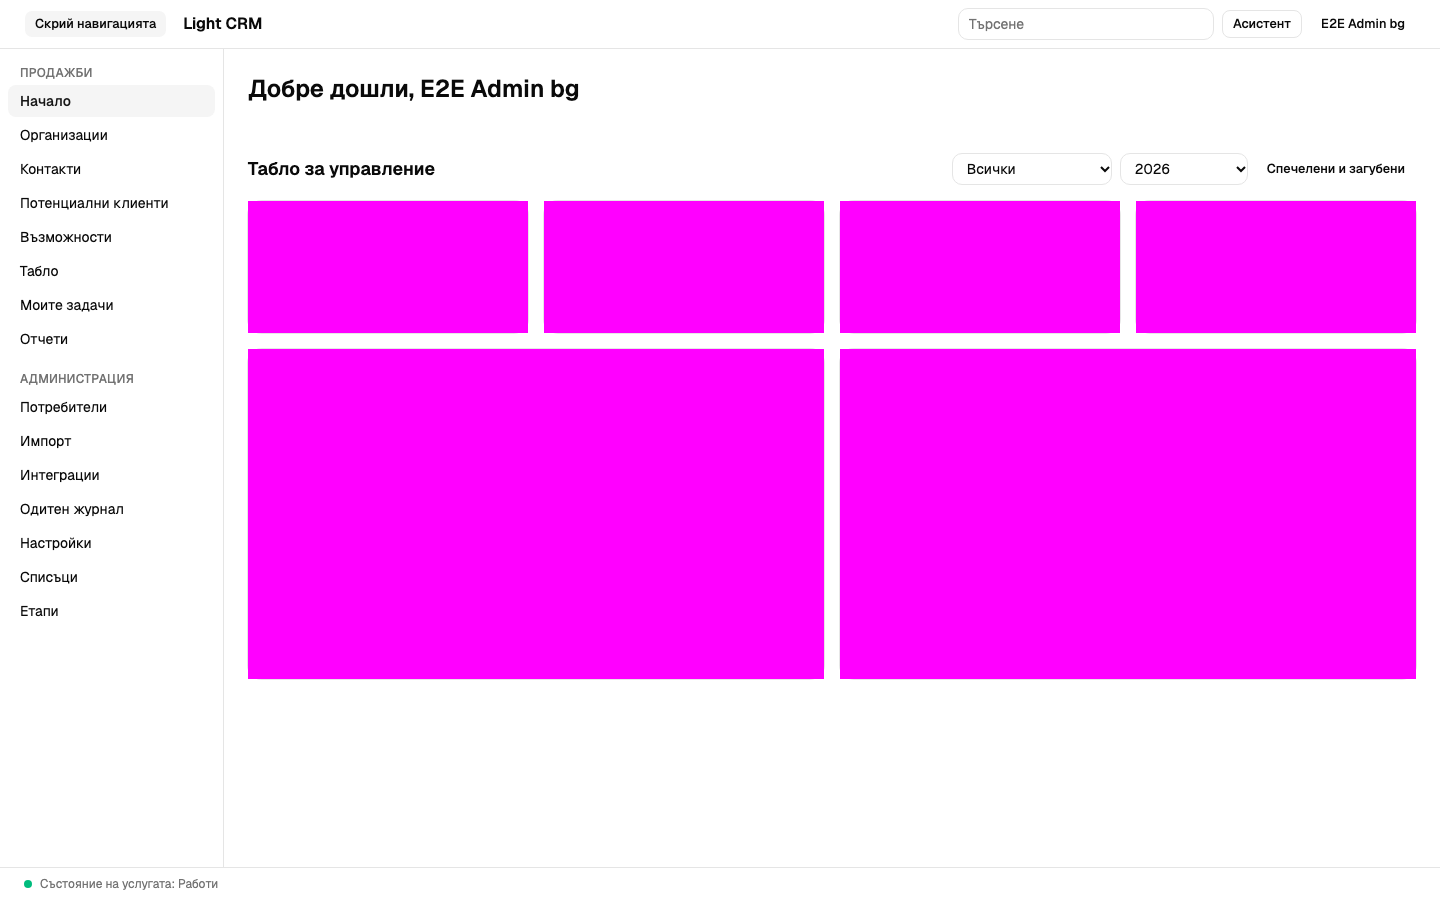 Скрий навигацията
Light CRM
Търсене
Асистент
E2E Admin bg
ПРОДАЖБИ
Начало
Организации
Контакти
Потенциални клиенти
Възможности
Табло
Моите задачи
Отчети
АДМИНИСТРАЦИЯ
Потребители
Импорт
Интеграции
Одитен журнал
Настройки
Списъци
Етапи
Добре дошли, E2E Admin bg
Табло за управление
Всички
2026
Спечелени и загубени
Състояние на услугата: Работи